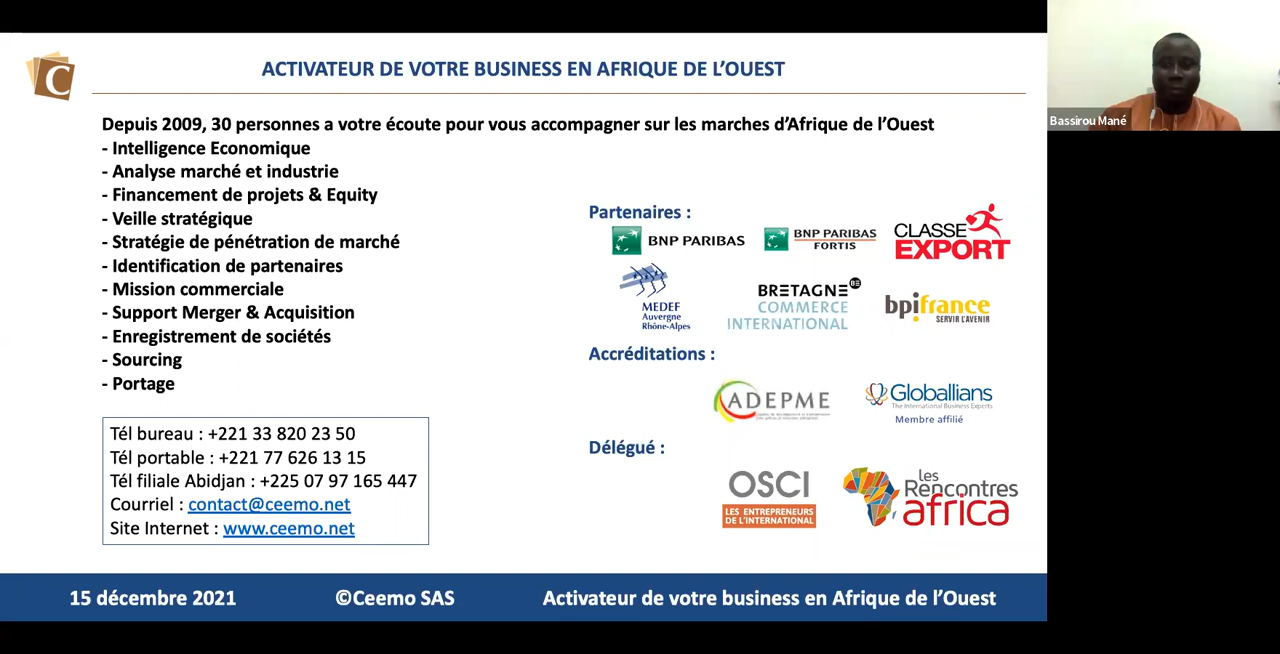 C
ACTIVATEUR DE VOTRE BUSINESS EN AFRIQUE DE L’OUEST
Depuis 2009, 30 personnes a votre écoute pour vous accompagner sur les marches d’Afrique de l’Ouest
- Intelligence Economique
- Analyse marché et industrie
- Financement de projets & Equity
- Veille stratégique
- Stratégie de pénétration de marché
- Identification de partenaires
- Mission commerciale
- Support Merger & Acquisition
- Enregistrement de sociétés
- Sourcing
- Portage
Tél bureau : +221 33 820 23 50
Tél portable : +221 77 626 13 15
Tél filiale Abidjan : +225 07 97 165 447
Courriel : contact@ceemo.net
Site Internet : www.ceemo.net
Partenaires :
BNP PARIBAS
BNP PARIBAS
FORTIS
CLASSE
EXPORT
MEDEF
Auvergne
Rhône-Alpes
BRETAGNE
COMMERCE
INTERNATIONAL
bpifrance
SERVIR L'AVENIR
Accréditations :
ADEPME
Globallians
The International Business Experts
Membre affilié
Délégué :
OSCI
LES ENTREPRENEURS
DE L'INTERNATIONAL
les
Rencontres
africa
15 décembre 2021
©Ceemo SAS
Activateur de votre business en Afrique de l’Ouest
Bassirou Mané